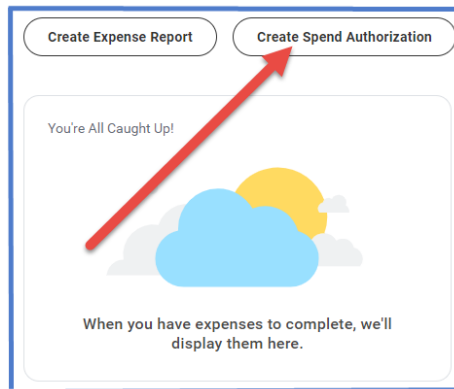 Create Expense Report
Create Spend Authorization
You're All Caught Up!
When you have expenses to complete, we'll
display them here.